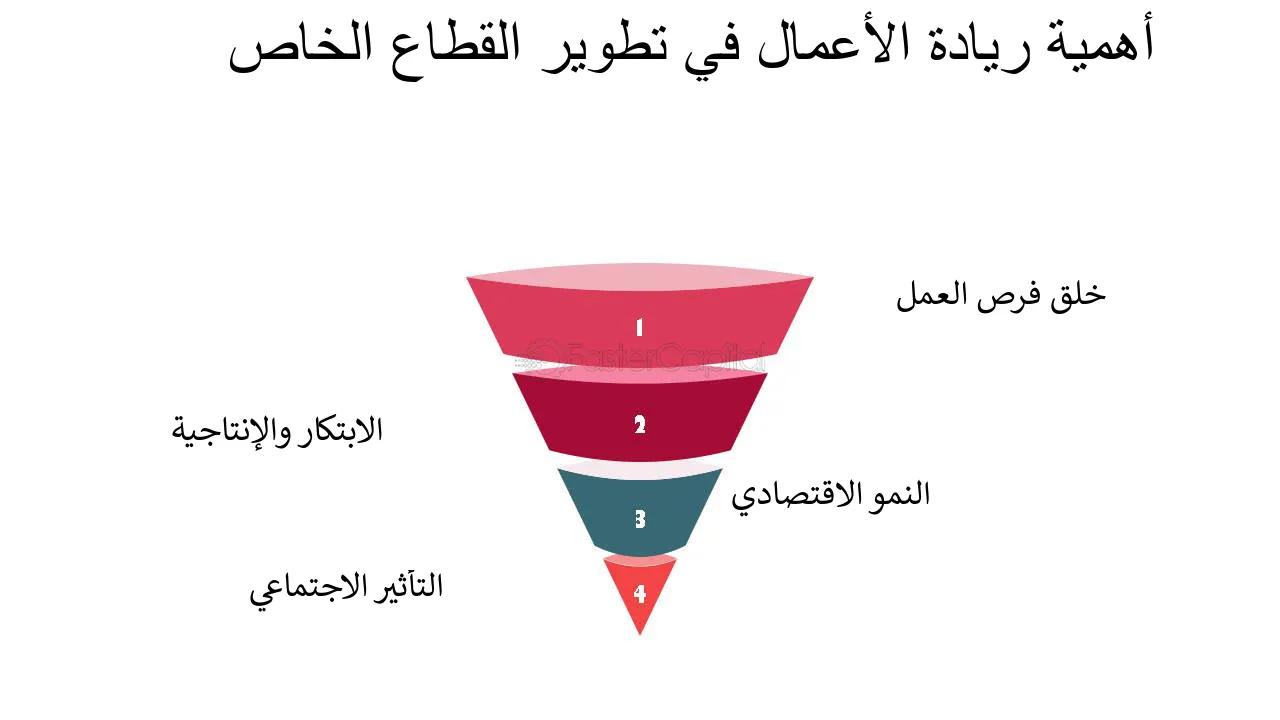 أهمية ريادة الأعمال في تطوير القطاع الخاص
خلق فرص العمل
1
FasterCapital
2
الابتكار والإنتاجية
النمو الاقتصادي
3
التأثير الاجتماعي
4